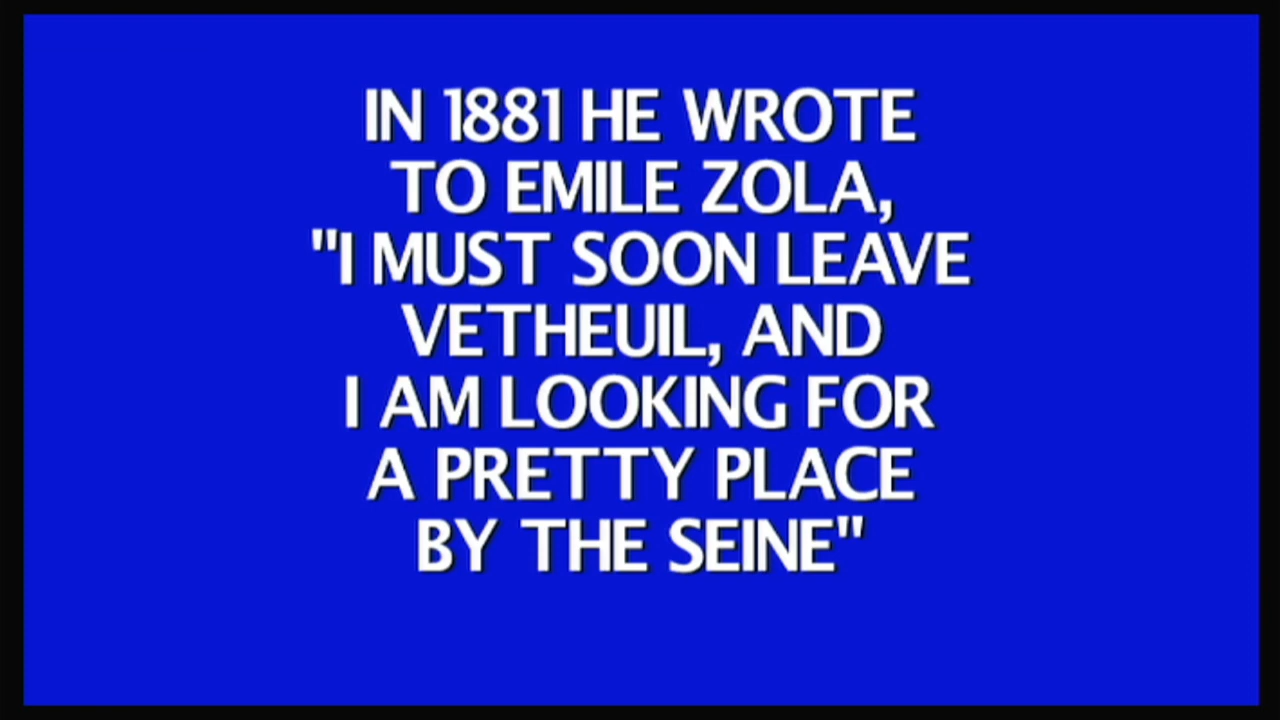 IN 1881 HE WROTE
TO EMILE ZOLA,
"I MUST SOON LEAVE
VETHEUIL, AND
I AM LOOKING FOR
A PRETTY PLACE
BY THE SEINE"